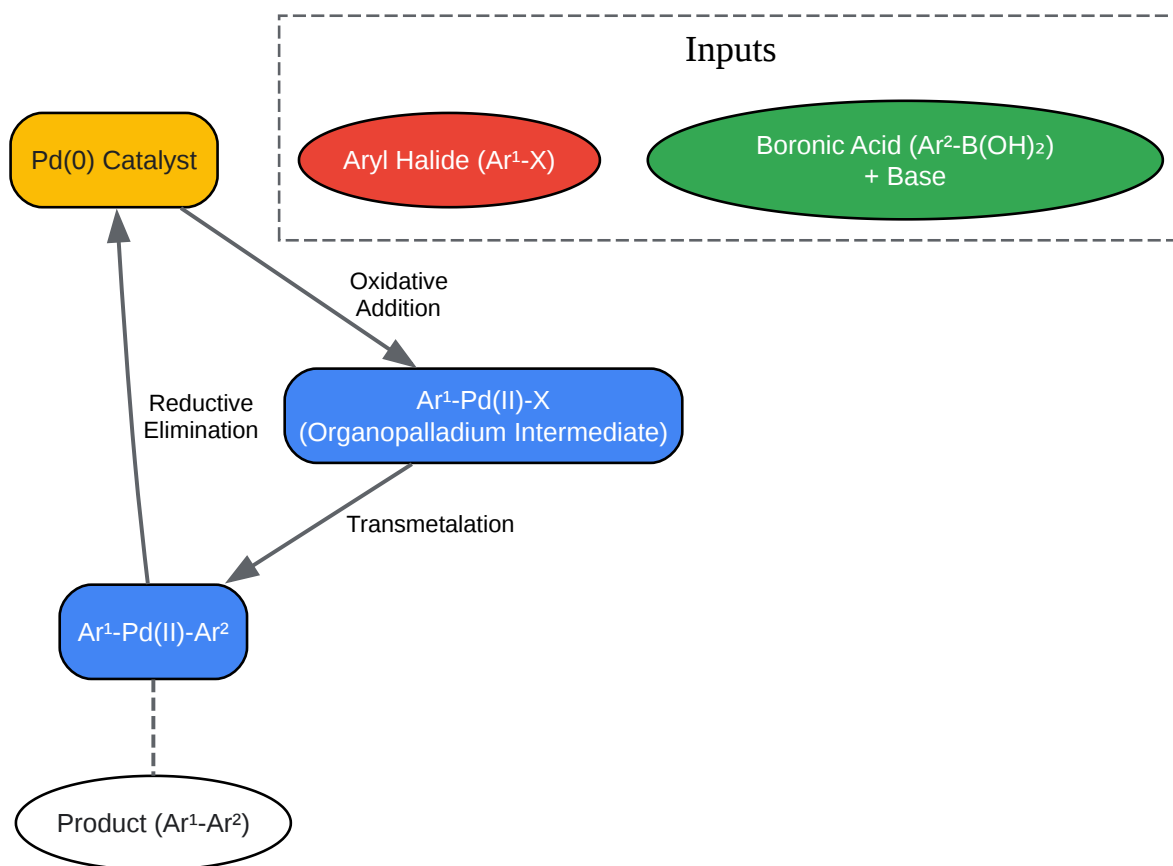 Inputs
Pd(0) Catalyst
Aryl Halide (Ar¹-X)
Boronic Acid (Ar²-B(OH)₂)
+ Base
Oxidative
Addition
Ar¹-Pd(II)-X
(Organopalladium Intermediate)
Reductive
Elimination
Transmetalation
Ar¹-Pd(II)-Ar²
Product (Ar¹-Ar²)